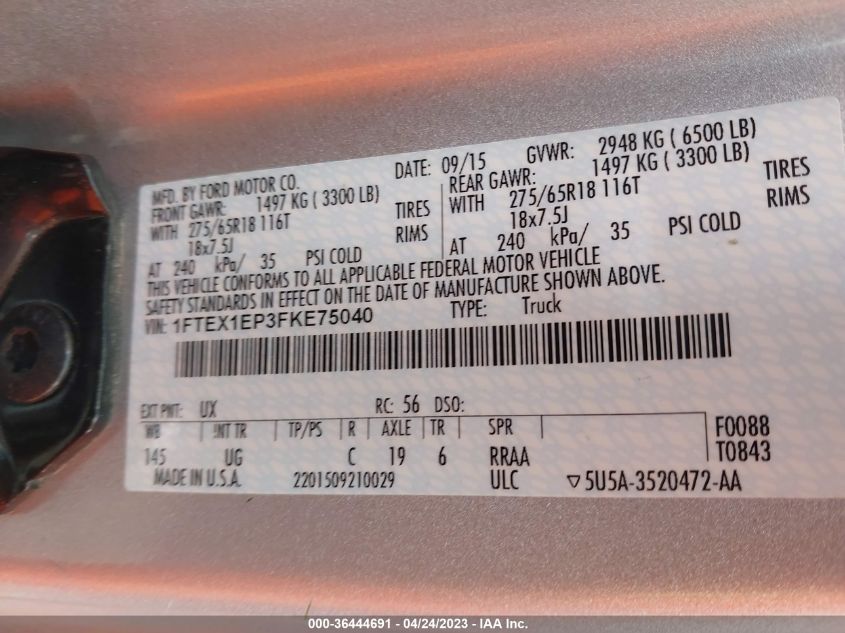 MFD. BY FORD MOTOR CO. DATE: 09/15 GVWR: 2948 KG ( 6500 LB)
FRONT GAWR: 1497 KG ( 3300 LB) REAR GAWR: 1497 KG ( 3300 LB)
WITH 275/65R18 116T TIRES WITH 275/65R18 116T TIRES
18x7.5J RIMS 18x7.5J RIMS
AT 240 kPa/ 35 PSI COLD AT 240 kPa/ 35 PSI COLD
THIS VEHICLE CONFORMS TO ALL APPLICABLE FEDERAL MOTOR VEHICLE
SAFETY STANDARDS IN EFFECT ON THE DATE OF MANUFACTURE SHOWN ABOVE.
VIN: 1FTEX1EP3FKE75040 TYPE: Truck
EXT PNT: UX RC: 56 DSO:
WB INT TR TP/PS R AXLE TR SPR F0088
145 UG C 19 6 RRAA T0843
MADE IN U.S.A. 2201509210029 ULC ▽5U5A-3520472-AA
000-36444691 - 04/24/2023 - IAA Inc.